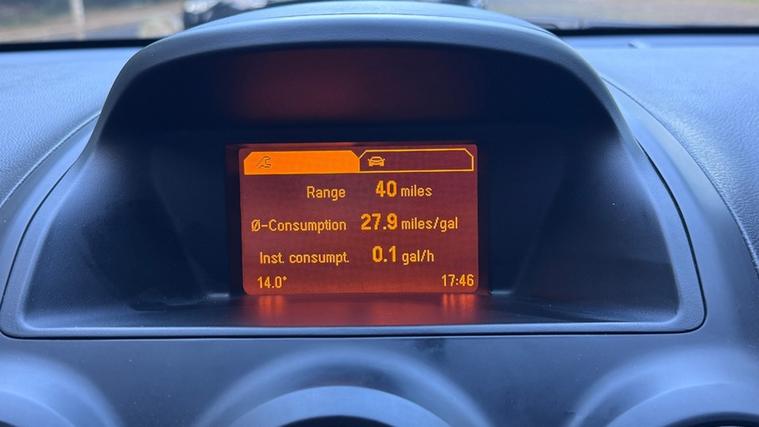 Range 40 miles
Ø-Consumption 27.9 miles/gal
Inst. consumpt. 0.1 gal/h
14.0° 17:46